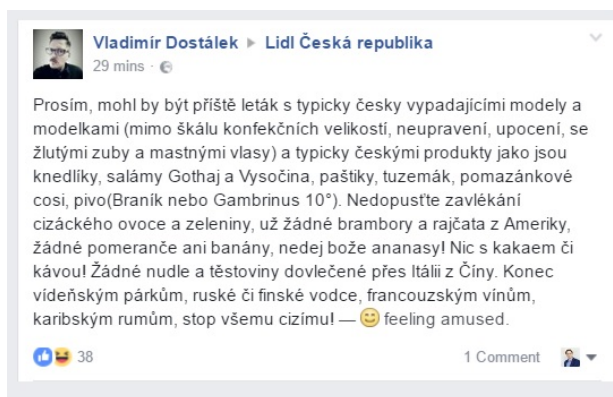 Vladimír Dostálek ▸ Lidl Česká republika
29 mins ·
Prosím, mohl by být příště leták s typicky česky vypadajícími modely a
modelkami (mimo škálu konfekčních velikostí, neupravení, upocení, se
žlutými zuby a mastnými vlasy) a typicky českými produkty jako jsou
knedlíky, salámy Gothaj a Vysočina, paštiky, tuzemák, pomazánkové
cosi, pivo(Braník nebo Gambrinus 10°). Nedopusťte zavlékání
cizáckého ovoce a zeleniny, už žádné brambory a rajčata z Ameriky,
žádné pomeranče ani banány, nedej bože ananasy! Nic s kakaem či
kávou! Žádné nudle a těstoviny dovlečené přes Itálii z Číny. Konec
vídeňským párkům, ruské či finské vodce, francouzským vínům,
karibským rumům, stop všemu cizímu! — 🙂 feeling amused.
38
1 Comment